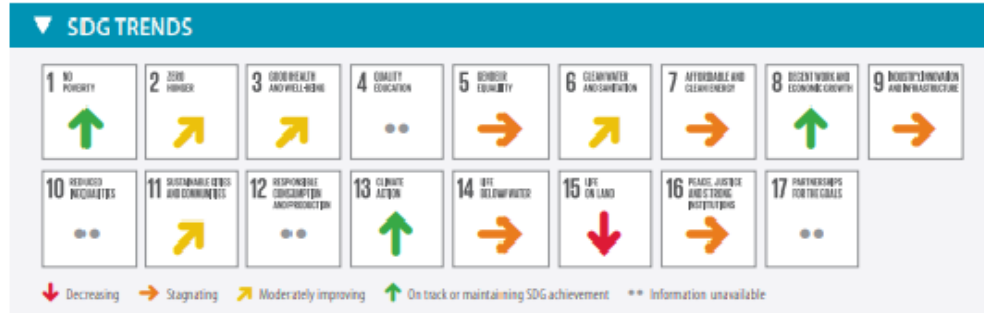 SDG TRENDS
1 NO
POVERTY
2 ZERO
HUNGER
3 GOOD HEALTH
AND WELL-BEING
4 QUALITY
EDUCATION
5 GENDER
EQUALITY
6 CLEAN WATER
AND SANITATION
7 AFFORDABLE AND
CLEAN ENERGY
8 DECENT WORK AND
ECONOMIC GROWTH
9 INDUSTRY, INNOVATION
AND INFRASTRUCTURE
10 REDUCED
INEQUALITIES
11 SUSTAINABLE CITIES
AND COMMUNITIES
12 RESPONSIBLE
CONSUMPTION
AND PRODUCTION
13 CLIMATE
ACTION
14 LIFE
BELOW WATER
15 LIFE
ON LAND
16 PEACE, JUSTICE
AND STRONG
INSTITUTIONS
17 PARTNERSHIPS
FOR THE GOALS
Decreasing Stagnating Moderately improving On track or maintaining SDG achievement Information unavailable